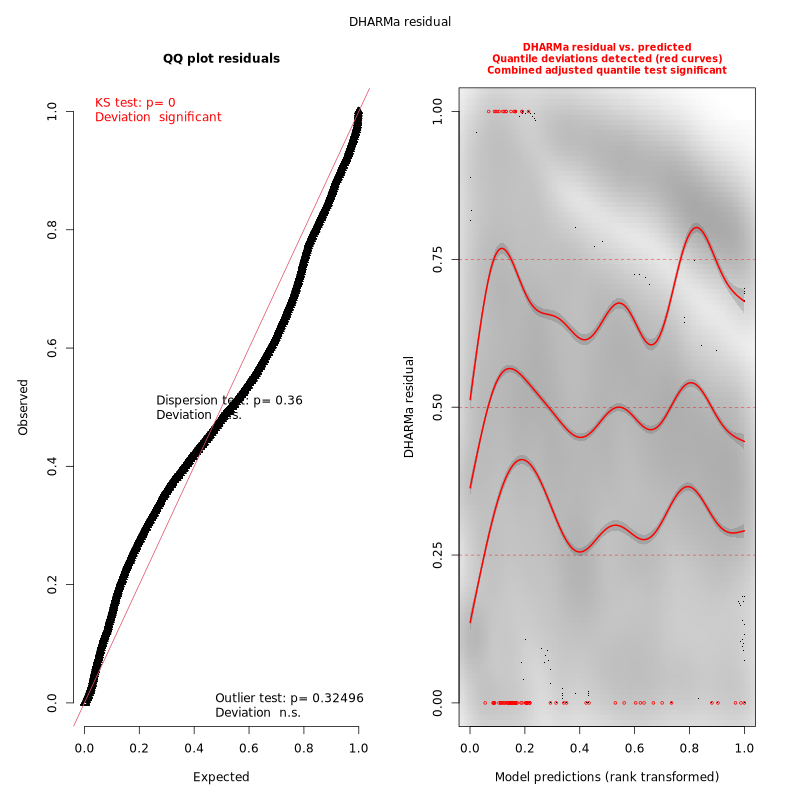 DHARMa residual
QQ plot residuals
KS test: p= 0
Deviation significant
Dispersion test: p= 0.36
Deviation n.s.
Outlier test: p= 0.32496
Deviation n.s.
0.0 0.2 0.4 0.6 0.8 1.0
Observed
0.0 0.2 0.4 0.6 0.8 1.0
Expected
DHARMa residual vs. predicted
Quantile deviations detected (red curves)
Combined adjusted quantile test significant
0.00 0.25 0.50 0.75 1.00
DHARMa residual
0.0 0.2 0.4 0.6 0.8 1.0
Model predictions (rank transformed)